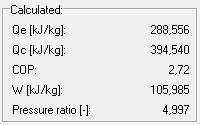 Calculated:
Qe [kJ/kg]: 288,556
Qc [kJ/kg]: 394,540
COP: 2,72
W [kJ/kg]: 105,985
Pressure ratio [-]: 4,997